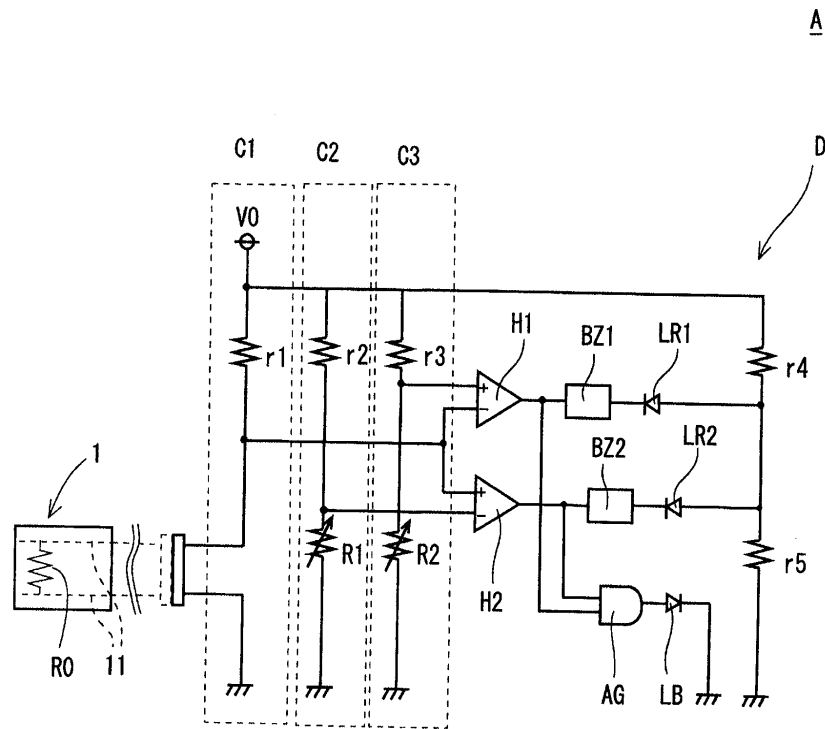 A
C1
C2
C3
D
V0
r1
r2
r3
H1
BZ1
LR1
r4
+
−
1
BZ2
LR2
+
−
R1
R2
H2
r5
R0
11
AG
LB